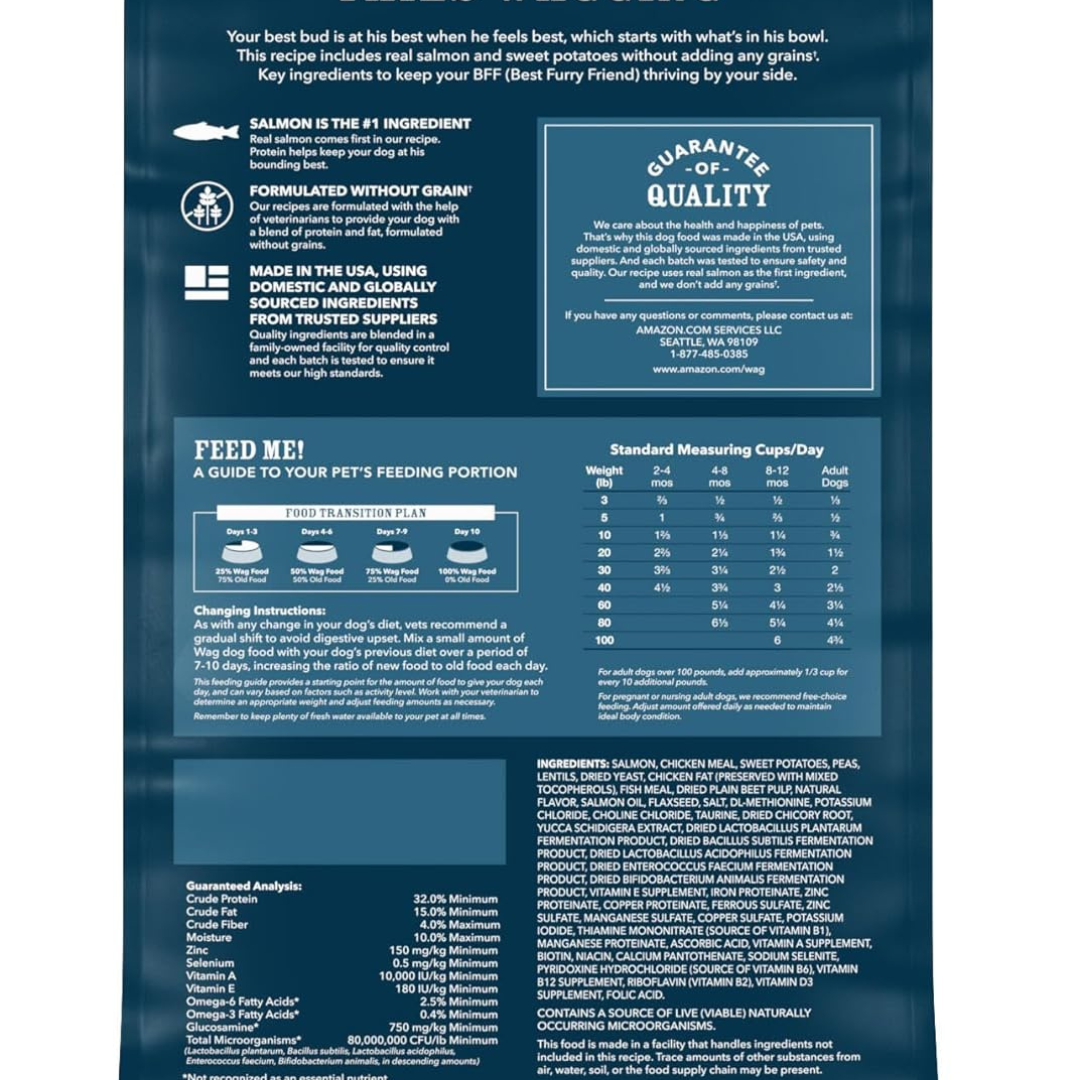 Your best bud is at his best when he feels best, which starts with what's in his bowl.
This recipe includes real salmon and sweet potatoes without adding any grains†.
Key ingredients to keep your BFF (Best Furry Friend) thriving by your side.
SALMON IS THE #1 INGREDIENT
Real salmon comes first in our recipe.
Protein helps keep your dog at his
bounding best.
FORMULATED WITHOUT GRAIN†
Our recipes are formulated with the help
of veterinarians to provide your dog with
a blend of protein and fat, formulated
without grains.
MADE IN THE USA, USING
DOMESTIC AND GLOBALLY
SOURCED INGREDIENTS
FROM TRUSTED SUPPLIERS
Quality ingredients are blended in a
family-owned facility for quality control
and each batch is tested to ensure it
meets our high standards.
GUARANTEE
-OF-
QUALITY
We care about the health and happiness of pets.
That's why this dog food was made in the USA, using
domestic and globally sourced ingredients from trusted
suppliers. And each batch was tested to ensure safety and
quality. Our recipe uses real salmon as the first ingredient,
and we don't add any grains†.
If you have any questions or comments, please contact us at:
AMAZON.COM SERVICES LLC
SEATTLE, WA 98109
1-877-485-0385
www.amazon.com/wag
FEED ME!
A GUIDE TO YOUR PET'S FEEDING PORTION
FOOD TRANSITION PLAN
Days 1-3 Days 4-6 Days 7-9 Day 10
25% Wag Food 50% Wag Food 75% Wag Food 100% Wag Food
75% Old Food 50% Old Food 25% Old Food 0% Old Food
Changing Instructions:
As with any change in your dog's diet, vets recommend a
gradual shift to avoid digestive upset. Mix a small amount of
Wag dog food with your dog's previous diet over a period of
7-10 days, increasing the ratio of new food to old food each day.
This feeding guide provides a starting point for the amount of food to give your dog each
day, and can vary based on factors such as activity level. Work with your veterinarian to
determine an appropriate weight and adjust feeding amounts as necessary.
Remember to keep plenty of fresh water available to your pet at all times.
Standard Measuring Cups/Day
Weight 2-4 4-8 8-12 Adult
(lb) mos mos mos Dogs
3 ⅔ ½ ½ ⅓
5 1 ¾ ⅔ ½
10 1⅔ 1⅓ 1¼ ¾
20 2⅔ 2¼ 1¾ 1½
30 3⅔ 3¼ 2½ 2
40 4½ 3¾ 3 2⅓
60 5¼ 4¼ 3¼
80 6⅓ 5¼ 4¼
100 6 4¾
For adult dogs over 100 pounds, add approximately 1/3 cup for
every 10 additional pounds.
For pregnant or nursing adult dogs, we recommend free-choice
feeding. Adjust amount offered daily as needed to maintain
ideal body condition.
Guaranteed Analysis:
Crude Protein 32.0% Minimum
Crude Fat 15.0% Minimum
Crude Fiber 4.0% Maximum
Moisture 10.0% Maximum
Zinc 150 mg/kg Minimum
Selenium 0.5 mg/kg Minimum
Vitamin A 10,000 IU/kg Minimum
Vitamin E 180 IU/kg Minimum
Omega-6 Fatty Acids* 2.5% Minimum
Omega-3 Fatty Acids* 0.4% Minimum
Glucosamine* 750 mg/kg Minimum
Total Microorganisms* 80,000,000 CFU/lb Minimum
(Lactobacillus plantarum, Bacillus subtilis, Lactobacillus acidophilus,
Enterococcus faecium, Bifidobacterium animalis, in descending amounts)
*Not recognized as an essential nutrient
INGREDIENTS: SALMON, CHICKEN MEAL, SWEET POTATOES, PEAS,
LENTILS, DRIED YEAST, CHICKEN FAT (PRESERVED WITH MIXED
TOCOPHEROLS), FISH MEAL, DRIED PLAIN BEET PULP, NATURAL
FLAVOR, SALMON OIL, FLAXSEED, SALT, DL-METHIONINE, POTASSIUM
CHLORIDE, CHOLINE CHLORIDE, TAURINE, DRIED CHICORY ROOT,
YUCCA SCHIDIGERA EXTRACT, DRIED LACTOBACILLUS PLANTARUM
FERMENTATION PRODUCT, DRIED BACILLUS SUBTILIS FERMENTATION
PRODUCT, DRIED LACTOBACILLUS ACIDOPHILUS FERMENTATION
PRODUCT, DRIED ENTEROCOCCUS FAECIUM FERMENTATION
PRODUCT, DRIED BIFIDOBACTERIUM ANIMALIS FERMENTATION
PRODUCT, VITAMIN E SUPPLEMENT, IRON PROTEINATE, ZINC
PROTEINATE, COPPER PROTEINATE, FERROUS SULFATE, ZINC
SULFATE, MANGANESE SULFATE, COPPER SULFATE, POTASSIUM
IODIDE, THIAMINE MONONITRATE (SOURCE OF VITAMIN B1),
MANGANESE PROTEINATE, ASCORBIC ACID, VITAMIN A SUPPLEMENT,
BIOTIN, NIACIN, CALCIUM PANTOTHENATE, SODIUM SELENITE,
PYRIDOXINE HYDROCHLORIDE (SOURCE OF VITAMIN B6), VITAMIN
B12 SUPPLEMENT, RIBOFLAVIN (VITAMIN B2), VITAMIN D3
SUPPLEMENT, FOLIC ACID.
CONTAINS A SOURCE OF LIVE (VIABLE) NATURALLY
OCCURRING MICROORGANISMS.
This food is made in a facility that handles ingredients not
included in this recipe. Trace amounts of other substances from
air, water, soil, or the food supply chain may be present.